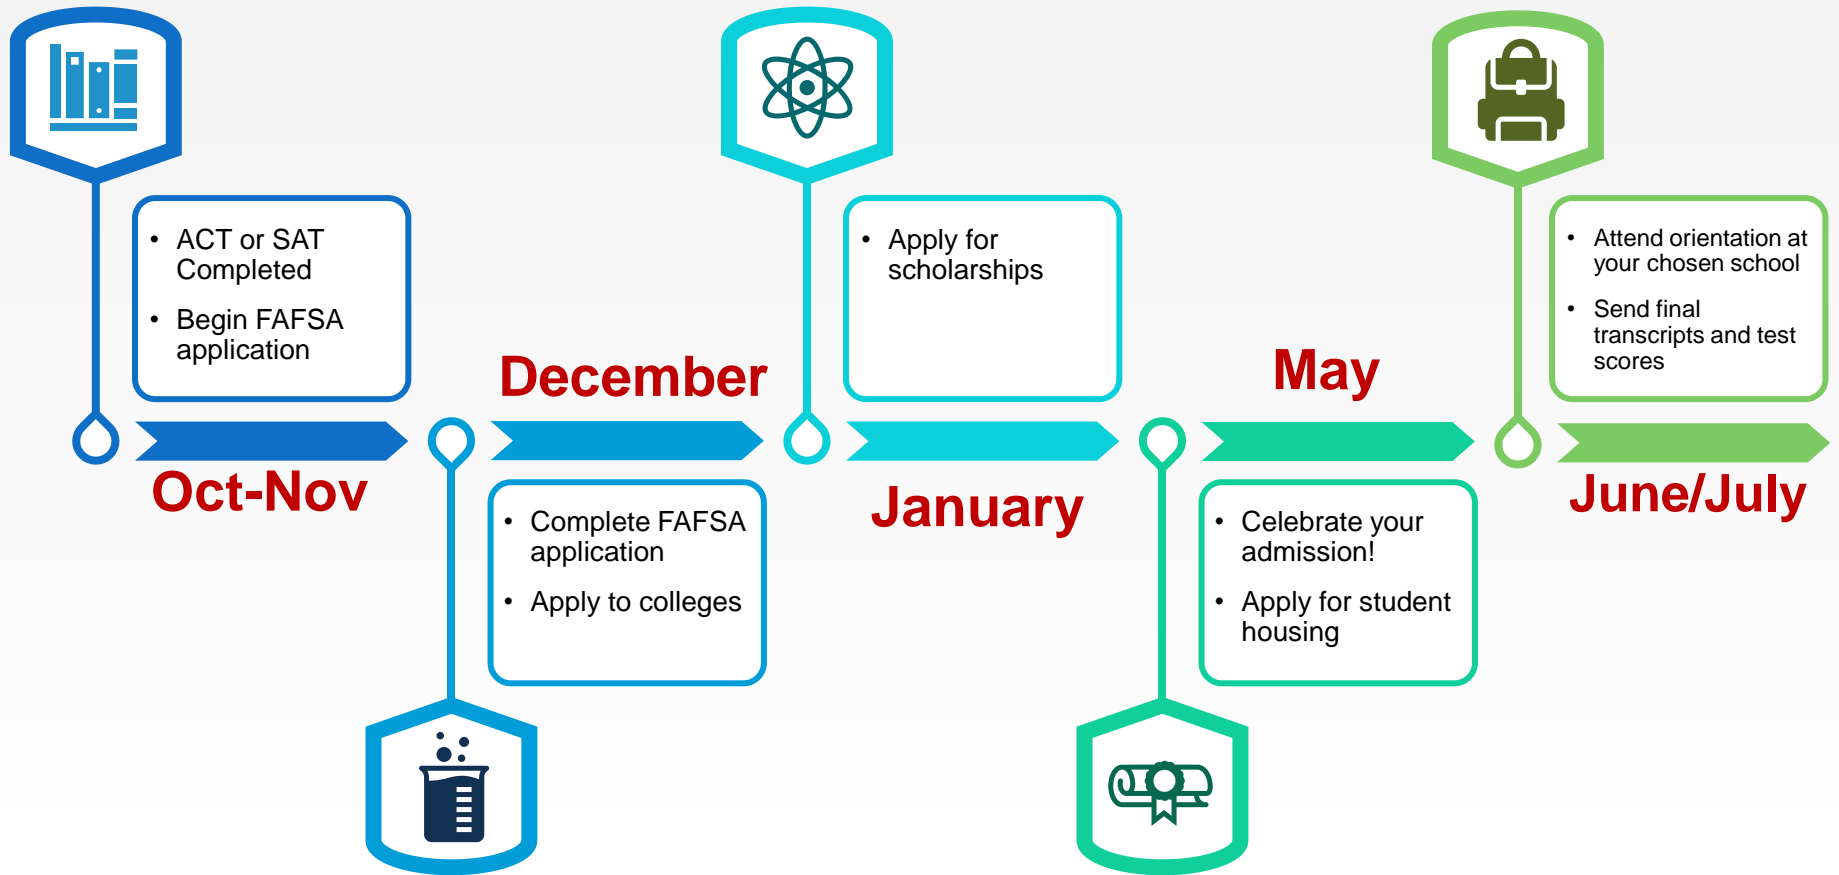 • ACT or SAT
Completed
• Begin FAFSA
application
Oct-Nov
December
• Complete FAFSA
application
• Apply to colleges
• Apply for
scholarships
January
May
• Celebrate your
admission!
• Apply for student
housing
• Attend orientation at
your chosen school
• Send final
transcripts and test
scores
June/July